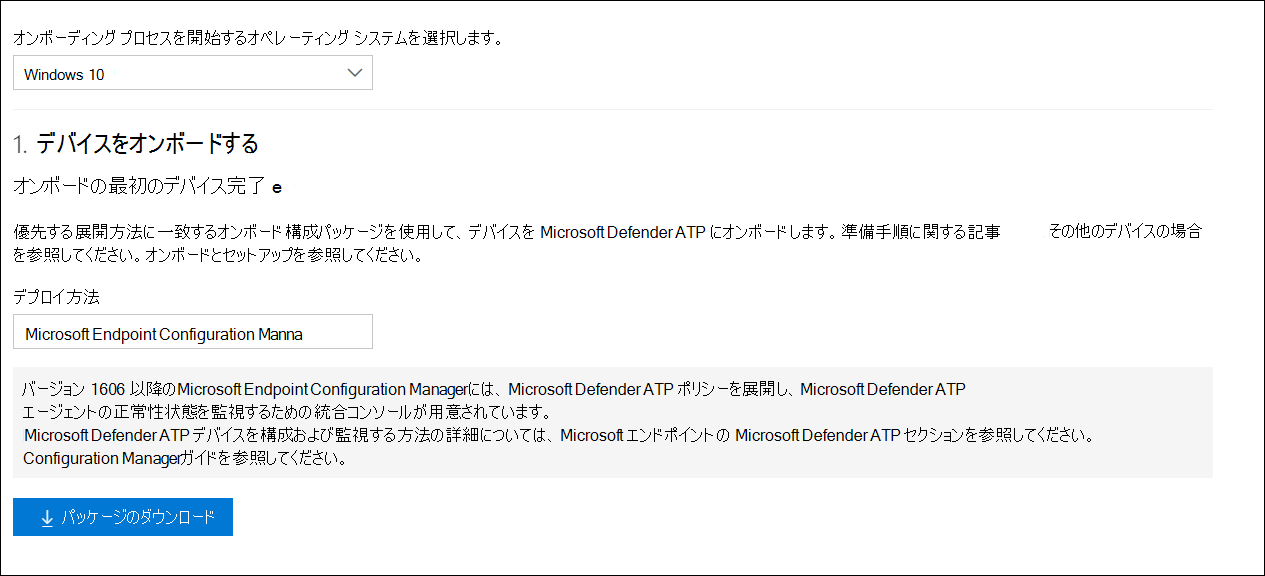 オンボーディング プロセスを開始するオペレーティング システムを選択します。
Windows 10
1. デバイスをオンボードする
オンボードの最初のデバイス完了 e
優先する展開方法に一致するオンボード構成パッケージを使用して、デバイスを Microsoft Defender ATP にオンボードします。準備手順に関する記事 その他のデバイスの場合
を参照してください。オンボードとセットアップを参照してください。
デプロイ方法
Microsoft Endpoint Configuration Manna
バージョン 1606 以降のMicrosoft Endpoint Configuration Managerには、Microsoft Defender ATP ポリシーを展開し、Microsoft Defender ATP
エージェントの正常性状態を監視するための統合コンソールが用意されています。
Microsoft Defender ATP デバイスを構成および監視する方法の詳細については、Microsoft エンドポイントの Microsoft Defender ATP セクションを参照してください。
Configuration Managerガイドを参照してください。
パッケージのダウンロード